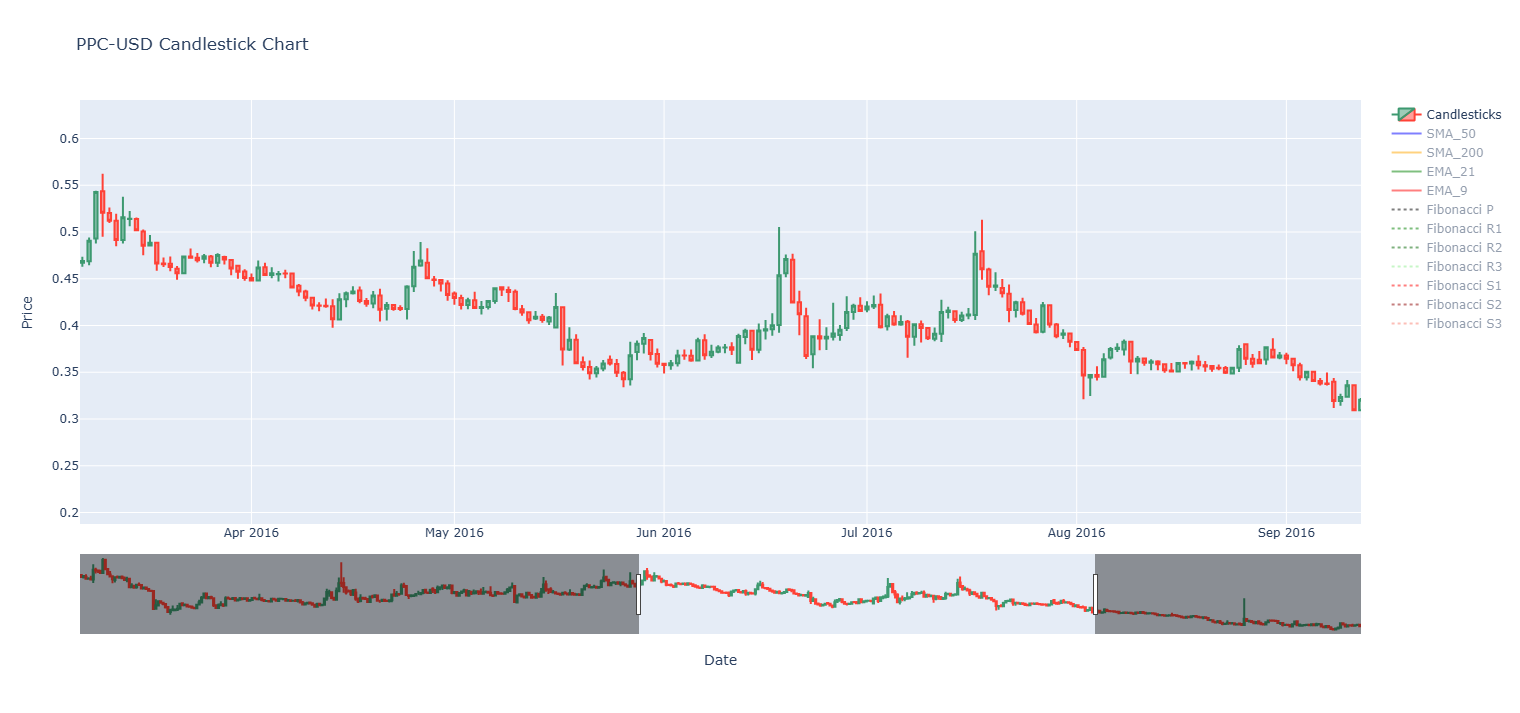 PPC-USD Candlestick Chart
Candlesticks
SMA_50
SMA_200
EMA_21
EMA_9
Fibonacci P
Fibonacci R1
Fibonacci R2
Fibonacci R3
Fibonacci S1
Fibonacci S2
Fibonacci S3
Price
0.6
0.55
0.5
0.45
0.4
0.35
0.3
0.25
0.2
Apr 2016 May 2016 Jun 2016 Jul 2016 Aug 2016 Sep 2016
Date